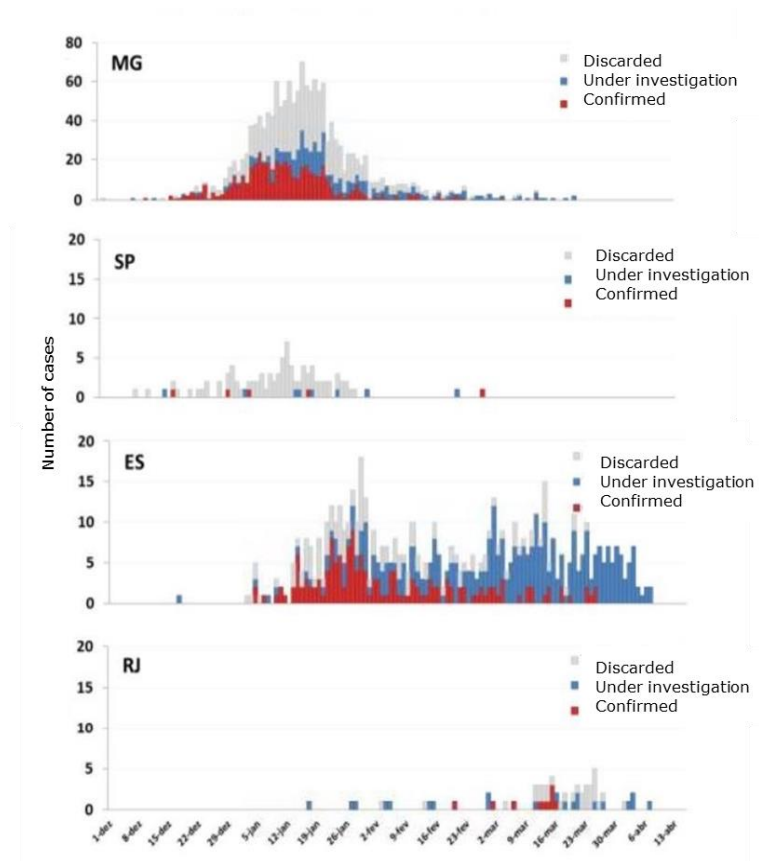 80
MG
Discarded
60
Under investigation
Confirmed
40
20
0
20
SP
Discarded
15
Under investigation
Confirmed
10
5
0
Number of cases
20
ES
Discarded
15
Under investigation
Confirmed
10
5
0
20
RJ
Discarded
15
Under investigation
Confirmed
10
5
0
1-dez 8-dez 15-dez 22-dez 29-dez 5-jan 12-jan 19-jan 26-jan 2-fev 9-fev 16-fev 23-fev 2-mar 9-mar 16-mar 23-mar 30-mar 6-abr 13-abr